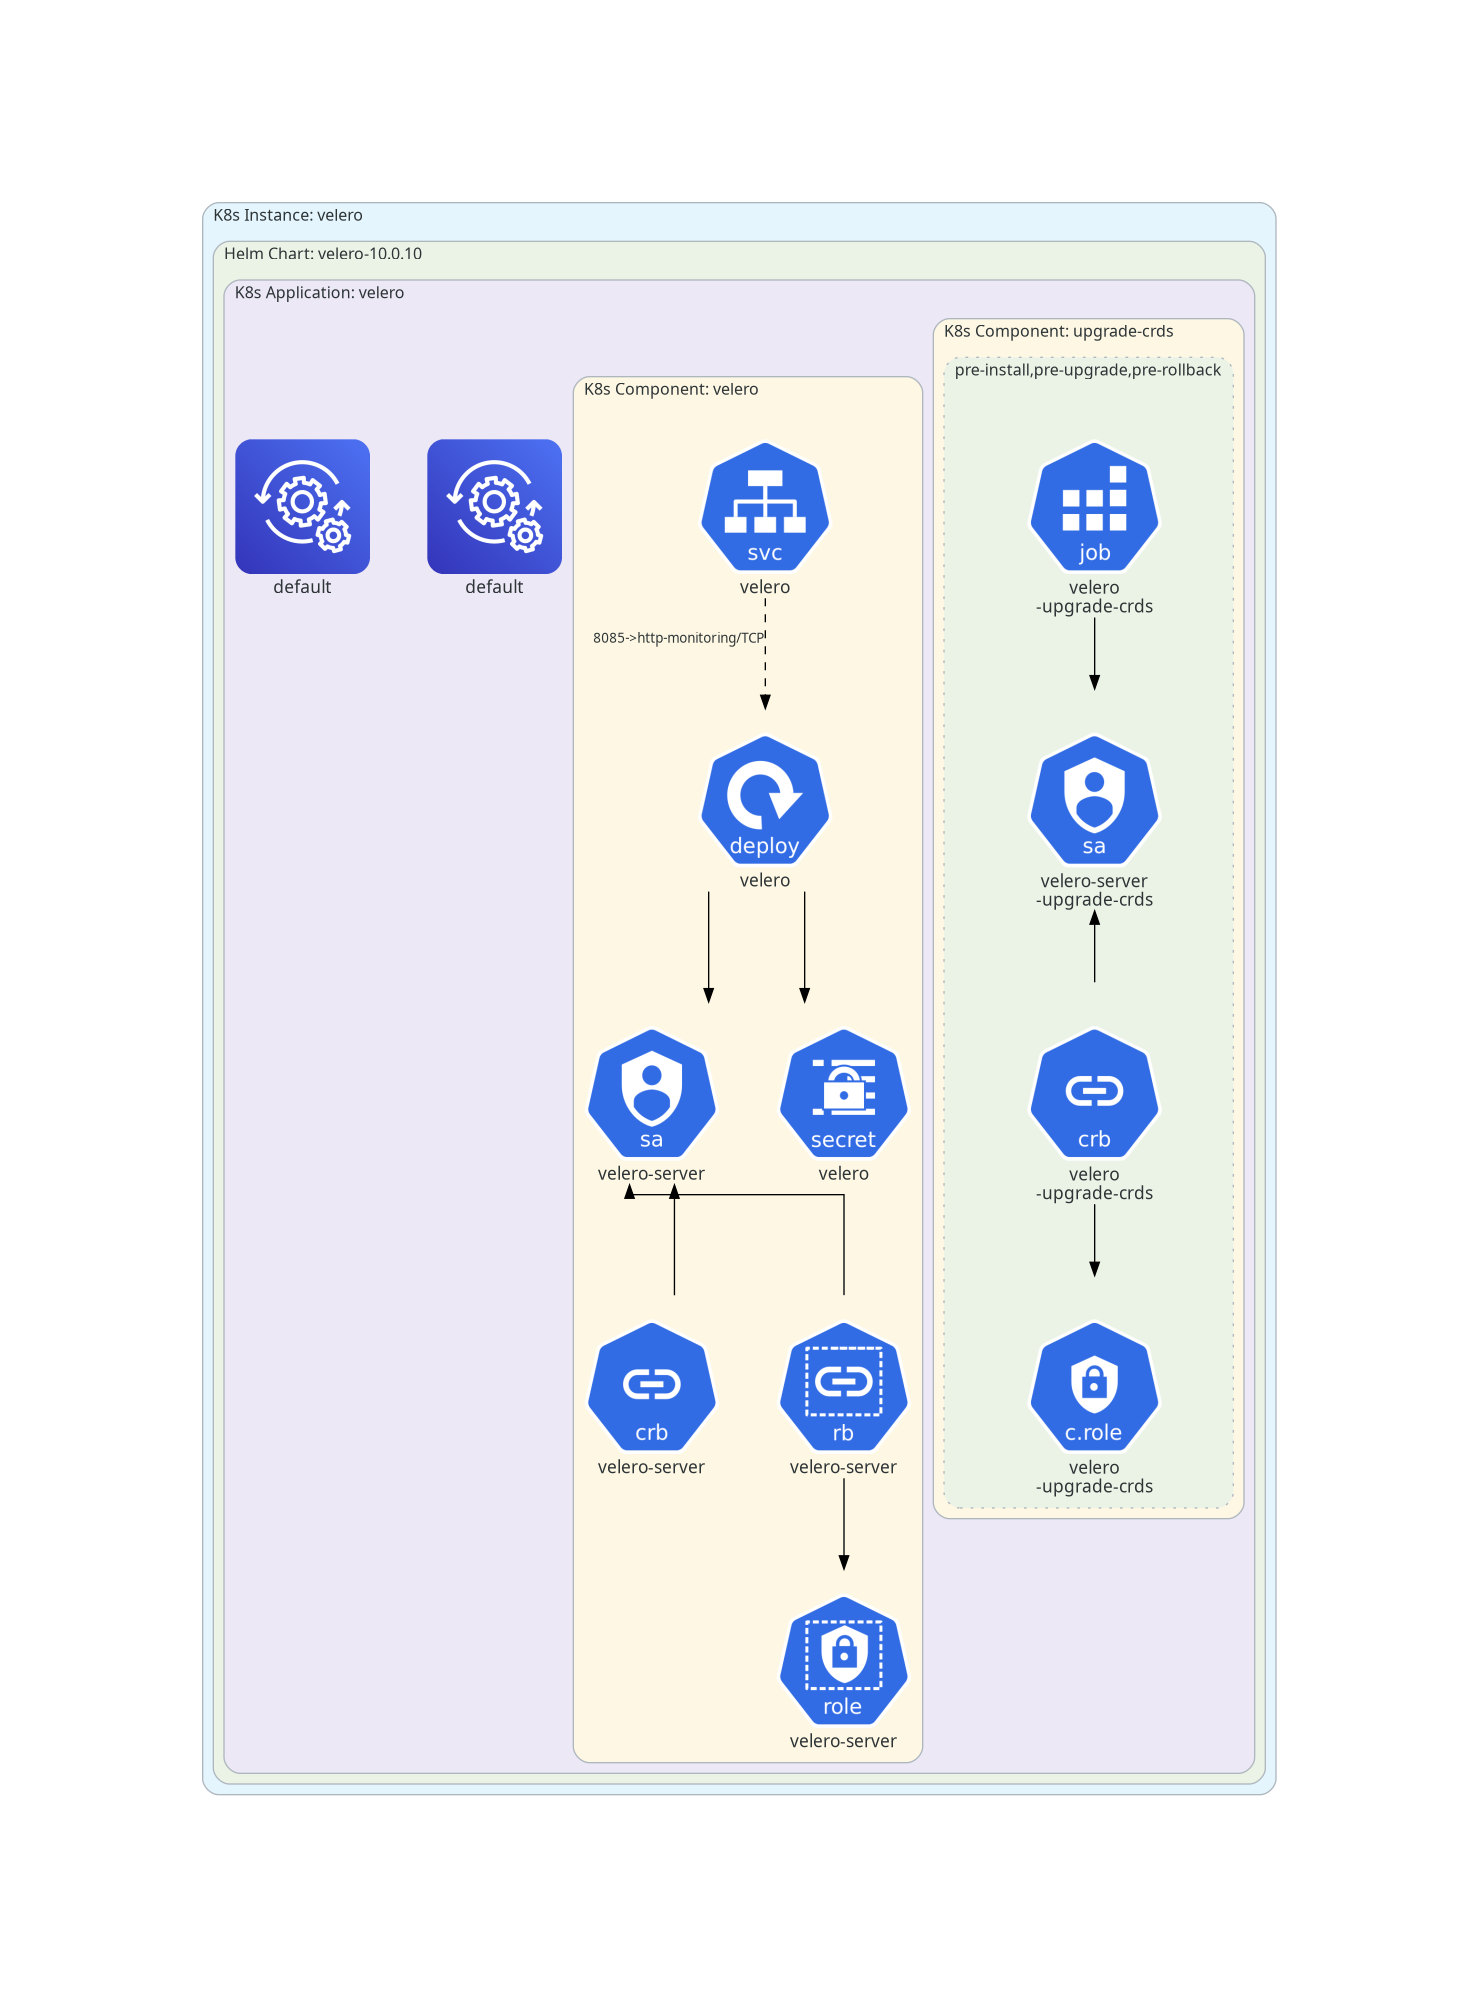 K8s Instance: velero
Helm Chart: velero-10.0.10
K8s Application: velero
K8s Component: upgrade-crds
pre-install,pre-upgrade,pre-rollback
K8s Component: velero
default
default
svc
velero
8085->http-monitoring/TCP
deploy
velero
sa
velero-server
secret
velero
crb
velero-server
rb
velero-server
role
velero-server
job
velero
-upgrade-crds
sa
velero-server
-upgrade-crds
crb
velero
-upgrade-crds
c.role
velero
-upgrade-crds